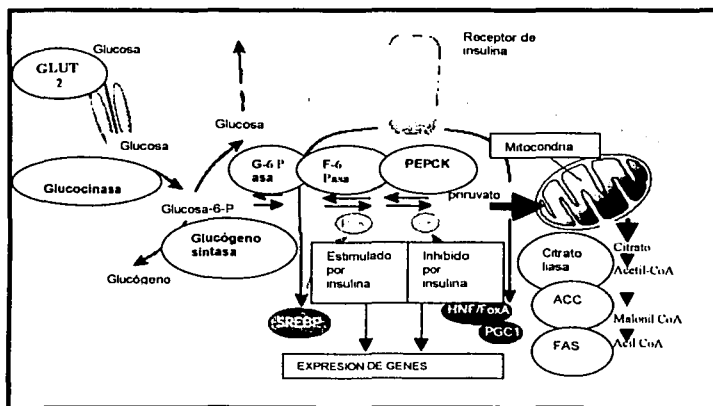 Receptor de
insulina
Glucosa
GLUT
2
Glucosa
Glucosa
Mitocondria
G-6 P
asa
F-6
Pasa
PEPCK
Glucocinasa
Glucosa-6-P
piruvato
Glucógeno
sintasa
Glucógeno
Estimulado
por
insulina
Inhibido
por
insulina
Citrato
liasa
Citrato
Acetil-CoA
ACC
Malonil CoA
FAS
Acil CoA
SREBP
HNF/FoxA
PGC1
EXPRESION DE GENES